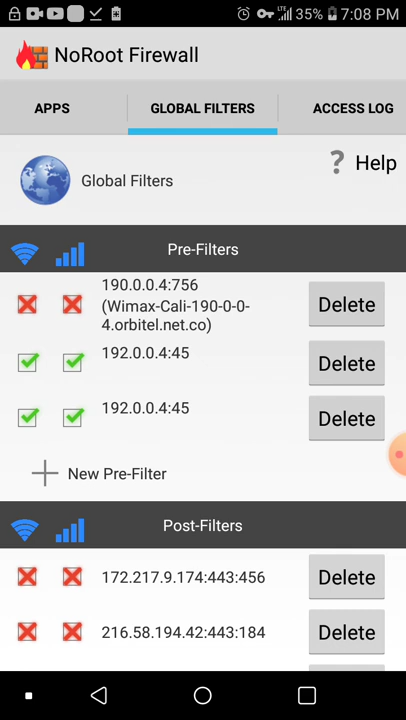 LTE 35% 7:08 PM
NoRoot Firewall
APPS GLOBAL FILTERS ACCESS LOG
Global Filters
? Help
Pre-Filters
190.0.0.4:756
(Wimax-Cali-190-0-0-
4.orbitel.net.co)
Delete
192.0.0.4:45
Delete
192.0.0.4:45
Delete
New Pre-Filter
Post-Filters
172.217.9.174:443:456
Delete
216.58.194.42:443:184
Delete